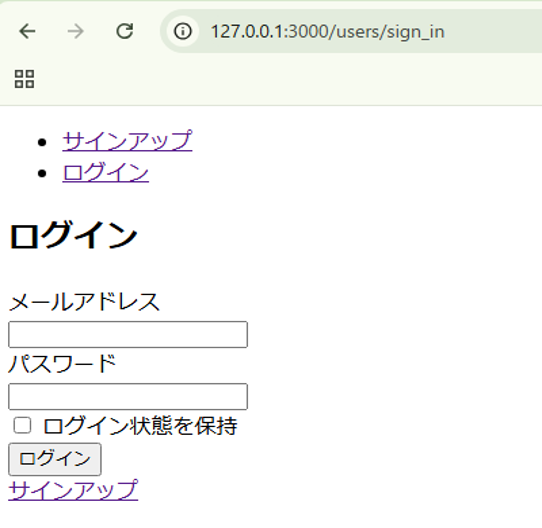 127.0.0.1:3000/users/sign_in
サインアップ
ログイン
ログイン
メールアドレス
パスワード
ログイン状態を保持
ログイン
サインアップ